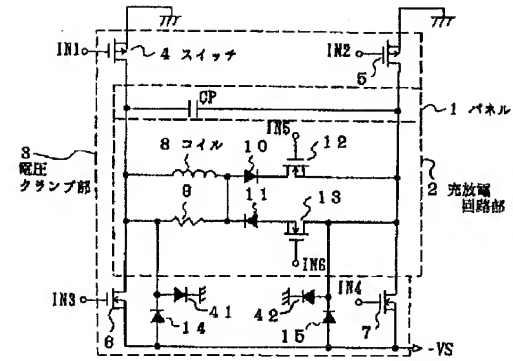 IN1
4 スイッチ
IN2
5
CP
1 パネル
IN5
12
8 コイル
10
3
電圧
クランプ部
11
9
13
2 充放電
回路部
IN6
IN3
6
14
41
42
15
IN4
7
-VS